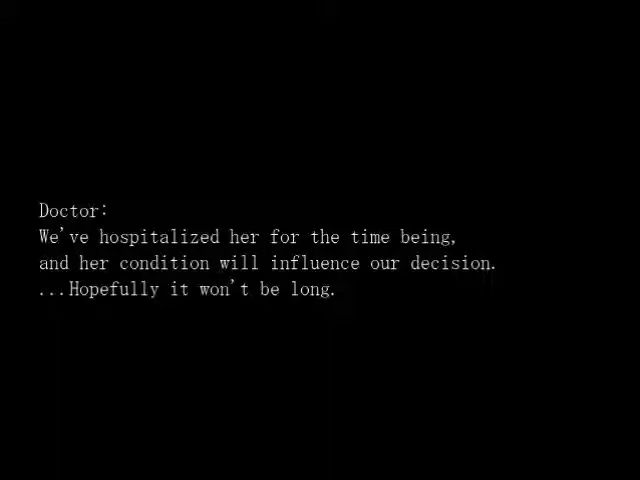 Doctor:
We've hospitalized her for the time being,
and her condition will influence our decision.
...Hopefully it won't be long.